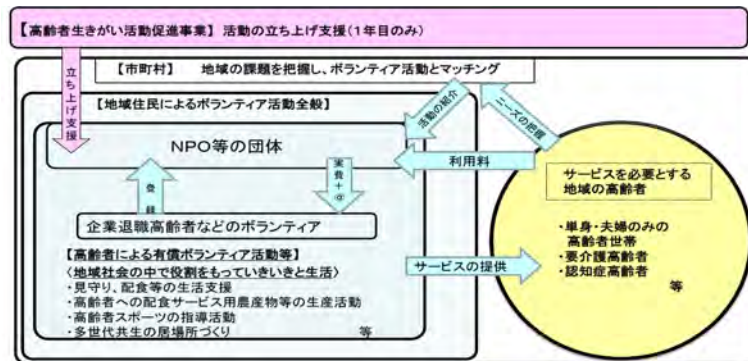 【高齢者生きがい活動促進事業】 活動の立ち上げ支援（1年目のみ）
立ち上げ支援
【市町村】 地域の課題を把握し、ボランティア活動とマッチング
【地域住民によるボランティア活動全般】
活動の紹介
ニーズの把握
NPO等の団体
利用料
登録
実費＋α
サービスを必要とする
地域の高齢者
・単身・夫婦のみの
高齢者世帯
・要介護高齢者
・認知症高齢者
等
企業退職高齢者などのボランティア
【高齢者による有償ボランティア活動等】
〈地域社会の中で役割をもっていきいきと生活〉
・見守り、配食等の生活支援
・高齢者への配食サービス用農産物等の生産活動
・高齢者スポーツの指導活動
・多世代共生の居場所づくり 等
サービスの提供